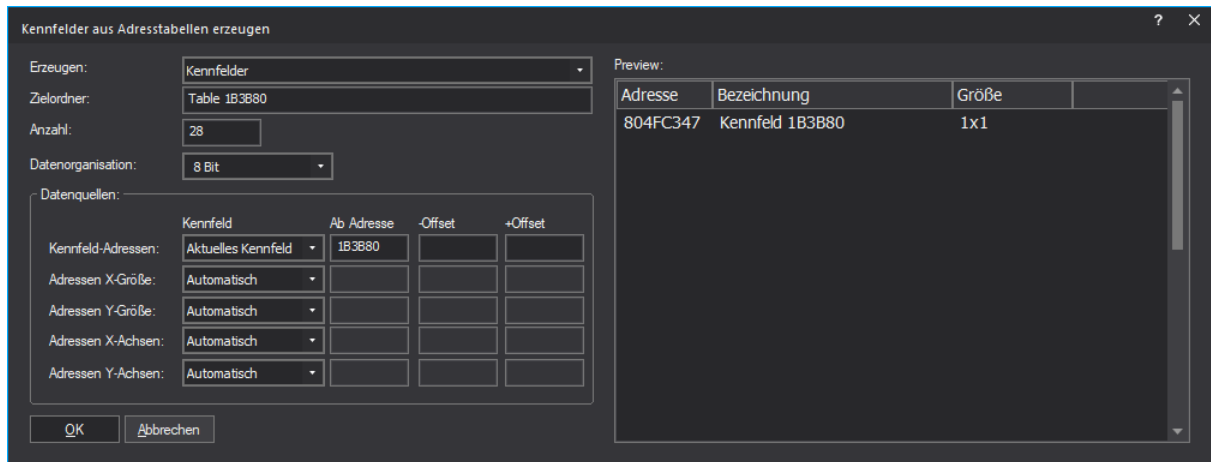 Kennfelder aus Adresstabellen erzeugen ? ×
Erzeugen: Kennfelder
Zielordner: Table 1B3B80
Anzahl: 28
Datenorganisation: 8 Bit
Datenquellen:
Kennfeld Ab Adresse -Offset +Offset
Kennfeld-Adressen: Aktuelles Kennfeld 1B3B80
Adressen X-Größe: Automatisch
Adressen Y-Größe: Automatisch
Adressen X-Achsen: Automatisch
Adressen Y-Achsen: Automatisch
OK Abbrechen
Preview:
Adresse Bezeichnung Größe
804FC347 Kennfeld 1B3B80 1x1